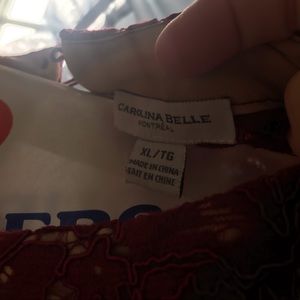 CAROLINA BELLE
MONTRÉAL
XL/TG
MADE IN CHINA
FAIT EN CHINE